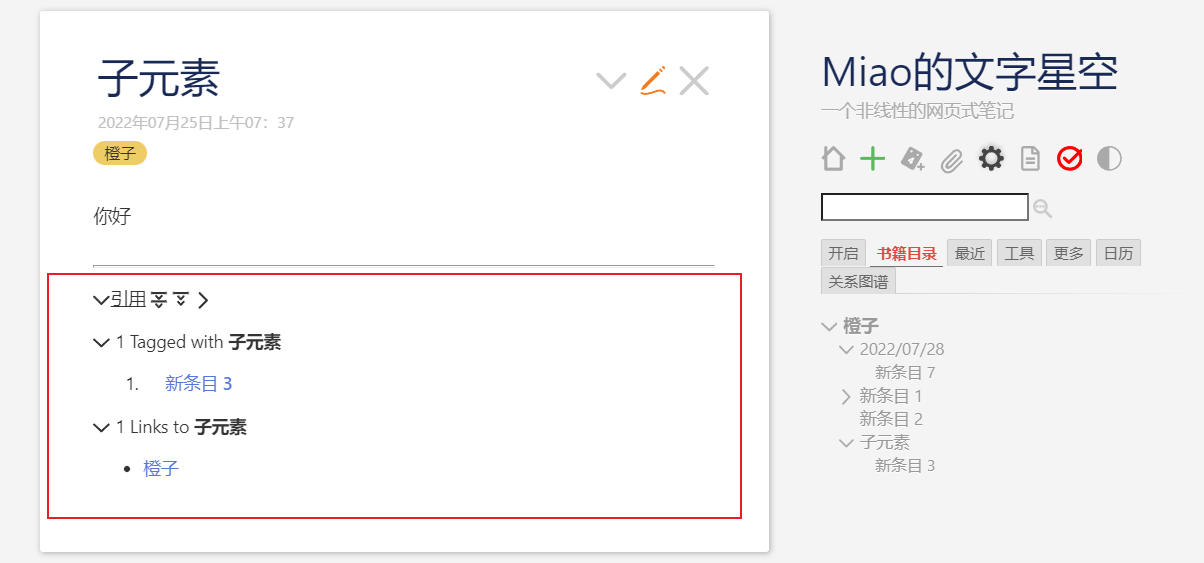 子元素
2022年07月25日上午07：37
橙子
你好
引用
1 Tagged with 子元素
1. 新条目 3
1 Links to 子元素
• 橙子
Miao的文字星空
一个非线性的网页式笔记
开启 书籍目录 最近 工具 更多 日历
关系图谱
橙子
2022/07/28
新条目 7
新条目 1
新条目 2
子元素
新条目 3